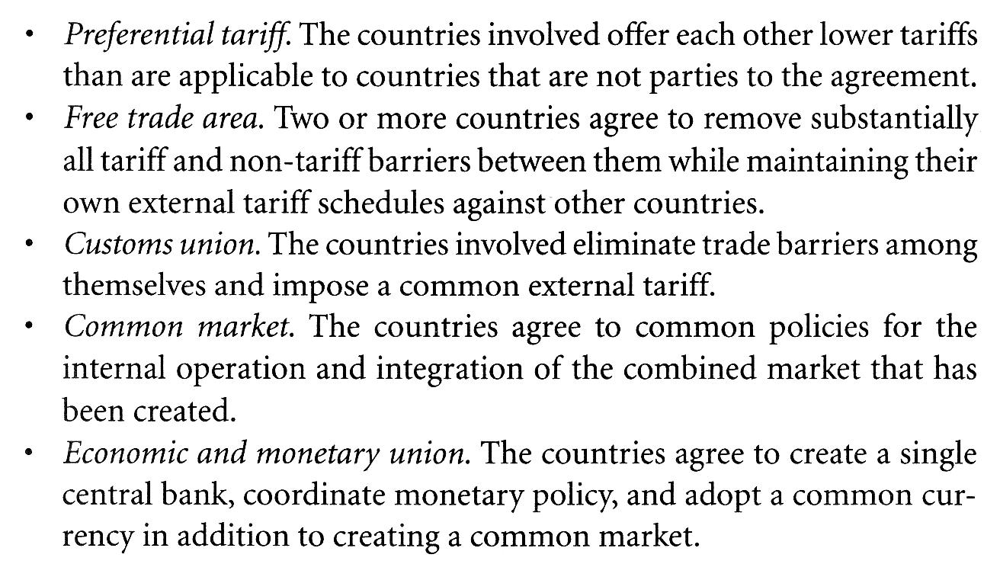 • Preferential tariff. The countries involved offer each other lower tariffs
than are applicable to countries that are not parties to the agreement.
• Free trade area. Two or more countries agree to remove substantially
all tariff and non-tariff barriers between them while maintaining their
own external tariff schedules against other countries.
• Customs union. The countries involved eliminate trade barriers among
themselves and impose a common external tariff.
• Common market. The countries agree to common policies for the
internal operation and integration of the combined market that has
been created.
• Economic and monetary union. The countries agree to create a single
central bank, coordinate monetary policy, and adopt a common cur-
rency in addition to creating a common market.